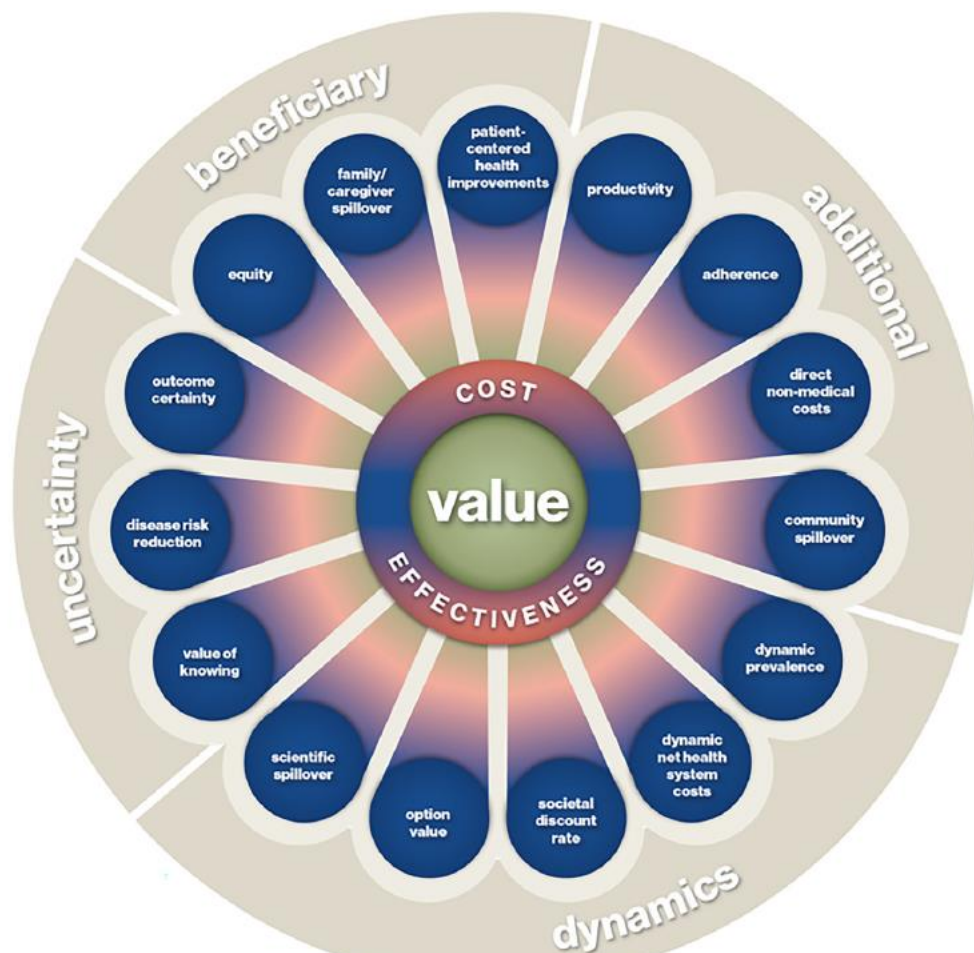 beneficiary
additional
uncertainty
dynamics
patient-
centered
health
improvements
productivity
adherence
direct
non-medical
costs
community
spillover
dynamic
prevalence
dynamic
net health
system
costs
societal
discount
rate
option
value
scientific
spillover
value of
knowing
disease risk
reduction
outcome
certainty
equity
family/
caregiver
spillover
COST
value
EFFECTIVENESS